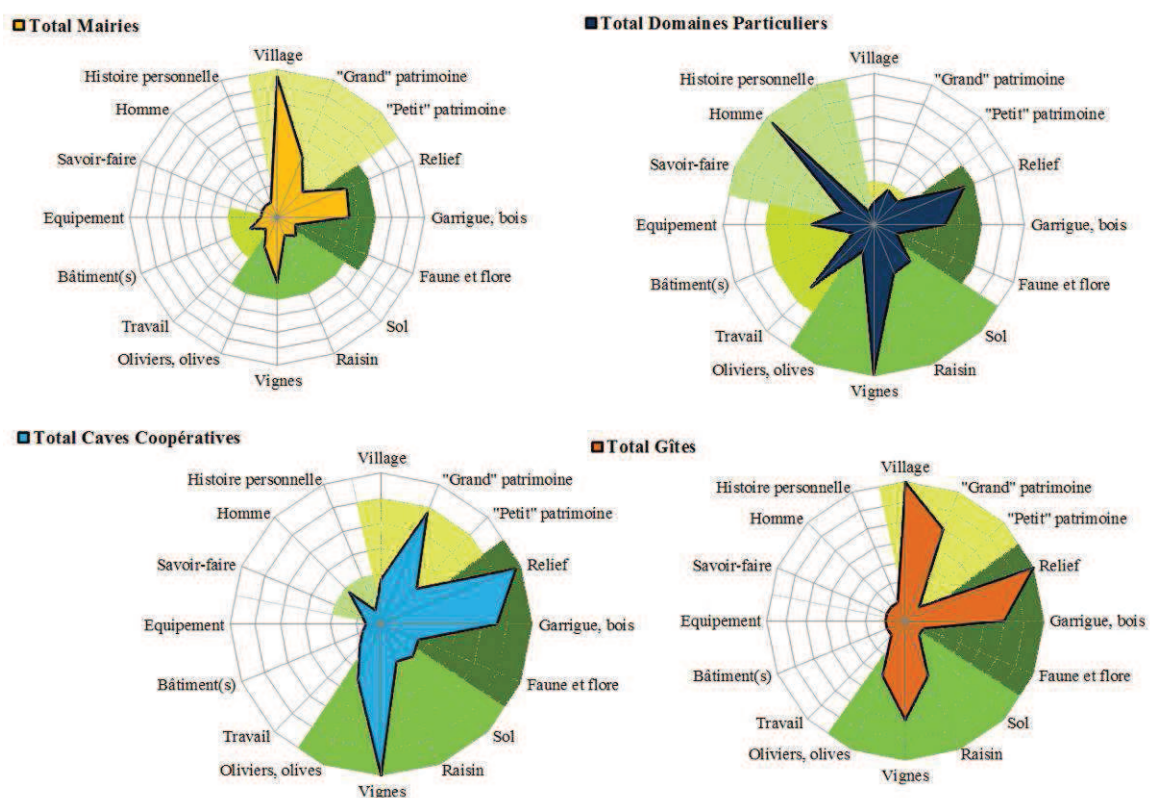 Total Mairies
Village
"Grand" patrimoine
"Petit" patrimoine
Relief
Garrigue, bois
Faune et flore
Sol
Raisin
Vignes
Oliviers, olives
Travail
Bâtiment(s)
Equipement
Savoir-faire
Homme
Histoire personnelle
Total Domaines Particuliers
Village
"Grand" patrimoine
"Petit" patrimoine
Relief
Garrigue, bois
Faune et flore
Sol
Raisin
Vignes
Oliviers, olives
Travail
Bâtiment(s)
Equipement
Savoir-faire
Homme
Histoire personnelle
Total Caves Coopératives
Village
"Grand" patrimoine
"Petit" patrimoine
Relief
Garrigue, bois
Faune et flore
Sol
Raisin
Vignes
Oliviers, olives
Travail
Bâtiment(s)
Equipement
Savoir-faire
Homme
Histoire personnelle
Total Gîtes
Village
"Grand" patrimoine
"Petit" patrimoine
Relief
Garrigue, bois
Faune et flore
Sol
Raisin
Vignes
Oliviers, olives
Travail
Bâtiment(s)
Equipement
Savoir-faire
Homme
Histoire personnelle